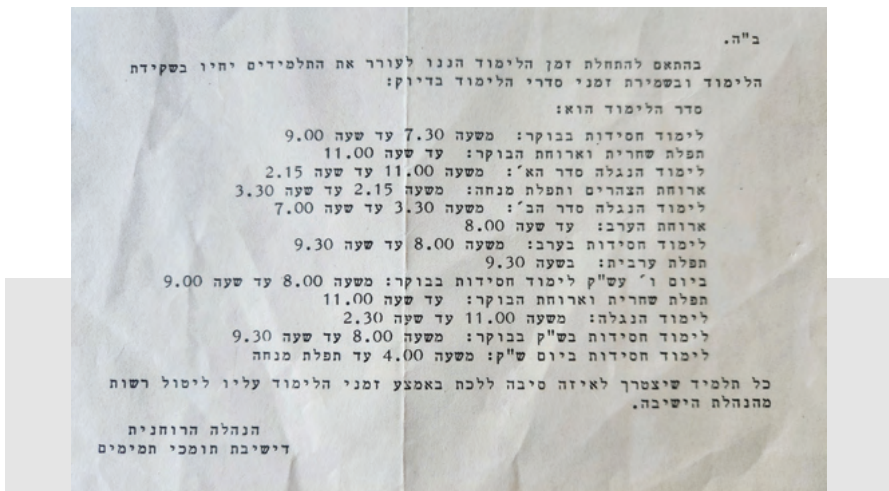 ב"ה.
בהתאם להתחלת זמן הלימוד הננו לעורר את התלמידים יחיו בשקידת
הלימוד ובשמירת זמני סדרי הלימוד בדיוק:
סדר הלימוד הוא:
לימוד חסידות בבוקר: משעה 7.30 עד שעה 9.00
תפלת שחרית וארוחת הבוקר: עד שעה 11.00
לימוד הנגלה סדר הא׳: משעה 11.00 עד שעה 2.15
ארוחת הצהרים ותפלת מנחה: משעה 2.15 עד שעה 3.30
לימוד הנגלה סדר הב׳: משעה 3.30 עד שעה 7.00
ארוחת הערב: עד שעה 8.00
לימוד חסידות בערב: משעה 8.00 עד שעה 9.30
תפלת ערבית: בשעה 9.30
ביום ו׳ עש"ק לימוד חסידות בבוקר: משעה 8.00 עד שעה 9.00
תפלת שחרית וארוחת הבוקר: עד שעה 11.00
לימוד הנגלה: משעה 11.00 עד שעה 2.30
לימוד חסידות בש"ק בבוקר: משעה 8.00 עד שעה 9.30
לימוד חסידות ביום ש"ק: משעה 4.00 עד תפלת מנחה
כל תלמיד שיצטרך לאיזה סיבה ללכת באמצע זמני הלימוד עליו ליטול רשות
מהנהלת הישיבה.
הנהלה הרוחנית
דישיבת תומכי תמימים